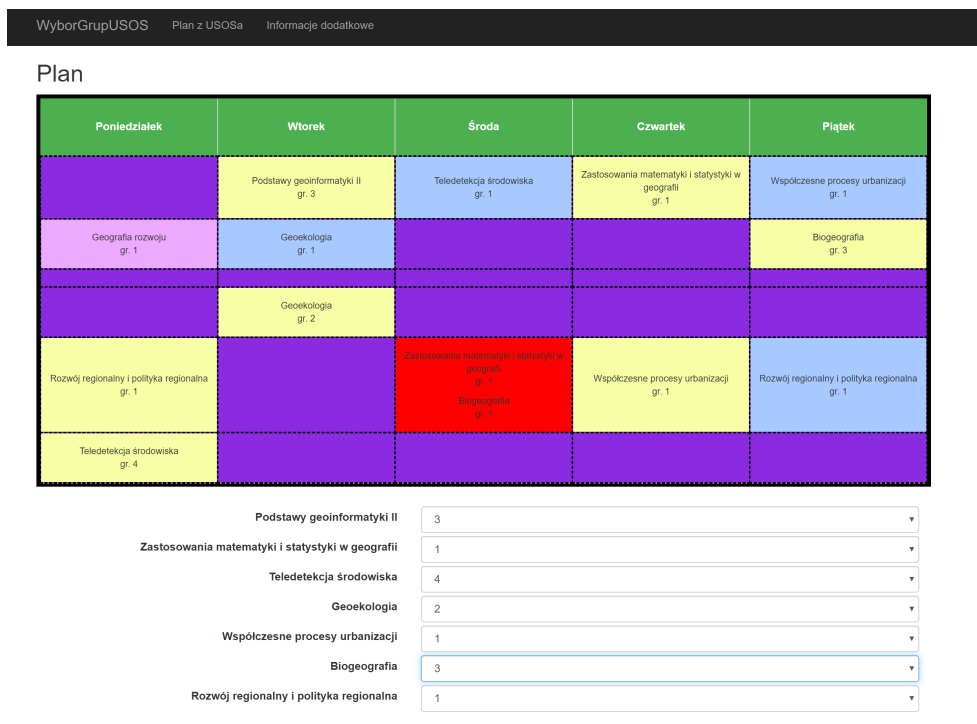 WyborGrupUSOS Plan z USOSa Informacje dodatkowe
Plan
Poniedziałek Wtorek Środa Czwartek Piątek
Podstawy geoinformatyki II
gr. 3
Teledetekcja środowiska
gr. 1
Zastosowania matematyki i statystyki w
geografii
gr. 1
Współczesne procesy urbanizacji
gr. 1
Geografia rozwoju
gr. 1
Geoekologia
gr. 1
Biogeografia
gr. 3
Geoekologia
gr. 2
Rozwój regionalny i polityka regionalna
gr. 1
Zastosowania matematyki i statystyki w
geografii
gr. 1
Biogeografia
gr. 1
Współczesne procesy urbanizacji
gr. 1
Rozwój regionalny i polityka regionalna
gr. 1
Teledetekcja środowiska
gr. 4
Podstawy geoinformatyki II 3
Zastosowania matematyki i statystyki w geografii 1
Teledetekcja środowiska 4
Geoekologia 2
Współczesne procesy urbanizacji 1
Biogeografia 3
Rozwój regionalny i polityka regionalna 1